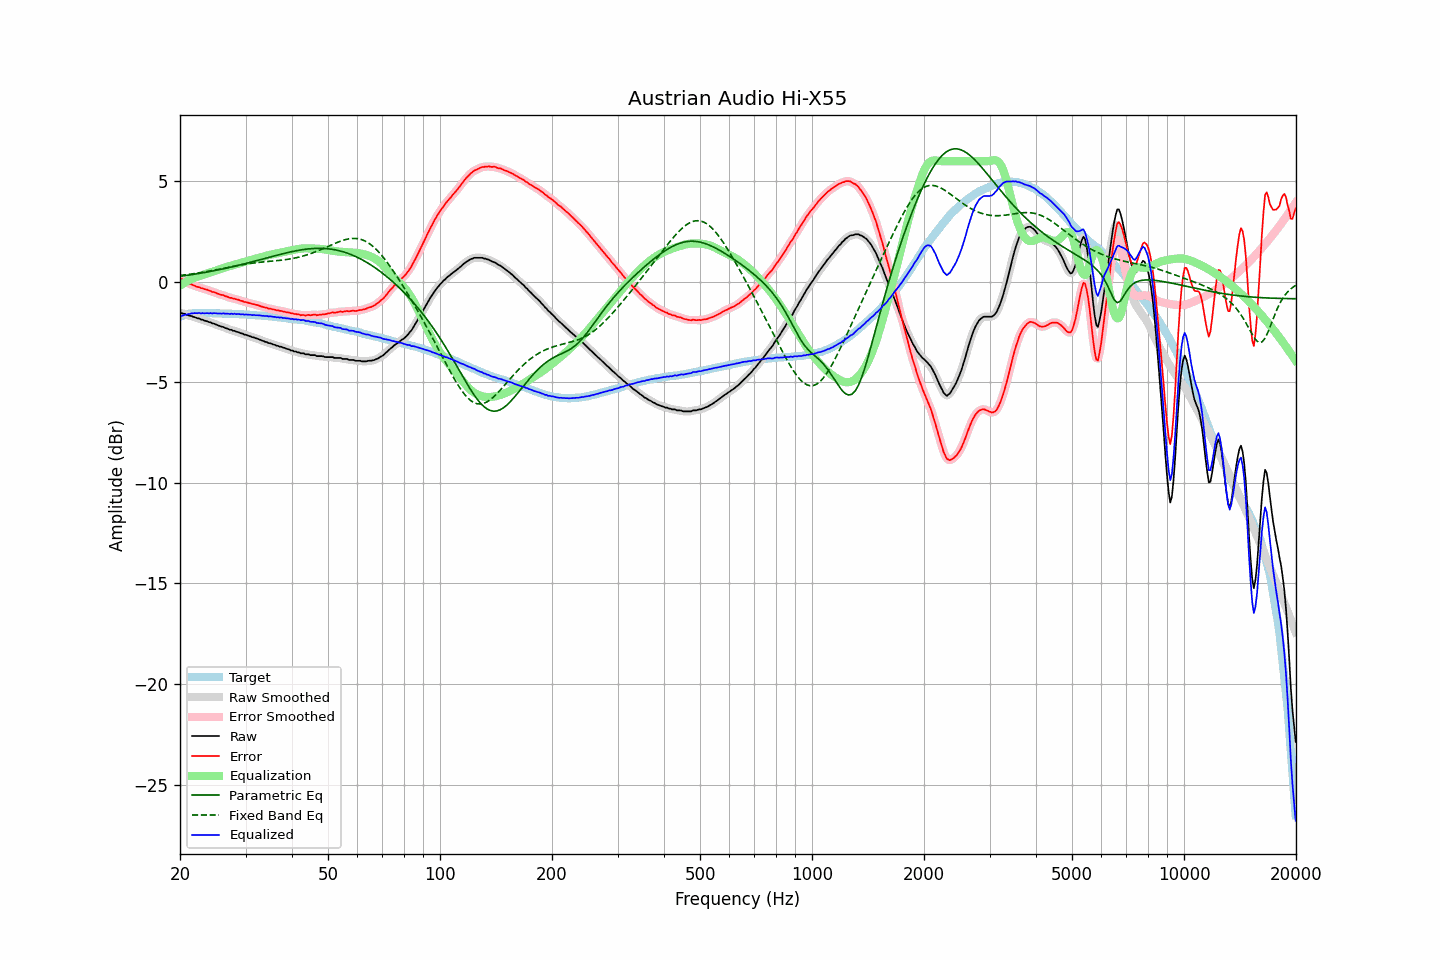 Austrian Audio Hi-X55
Amplitude (dBr)
5
0
−5
−10
−15
−20
−25
Target
Raw Smoothed
Error Smoothed
Raw
Error
Equalization
Parametric Eq
Fixed Band Eq
Equalized
20 50 100 200 500 1000 2000 5000 10000 20000
Frequency (Hz)